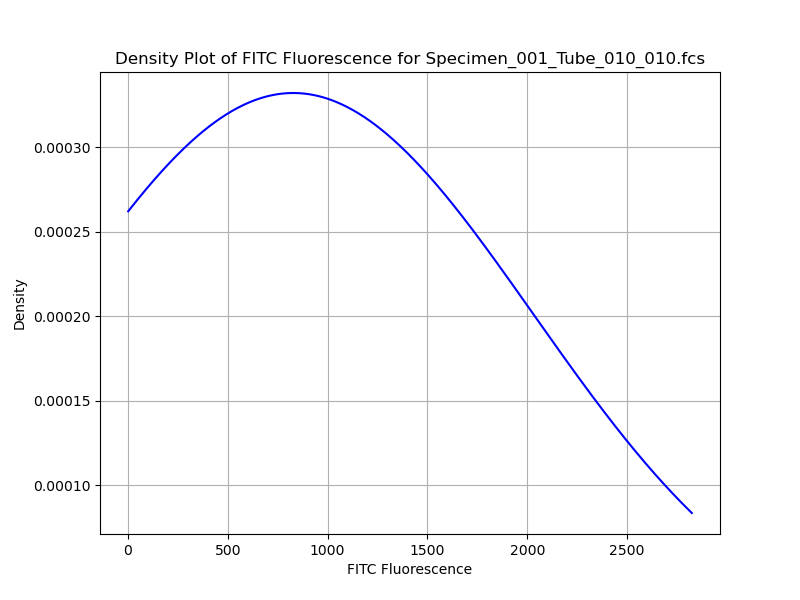 Density Plot of FITC Fluorescence for Specimen_001_Tube_010_010.fcs
0.00030
0.00025
0.00020
0.00015
0.00010
Density
0 500 1000 1500 2000 2500
FITC Fluorescence